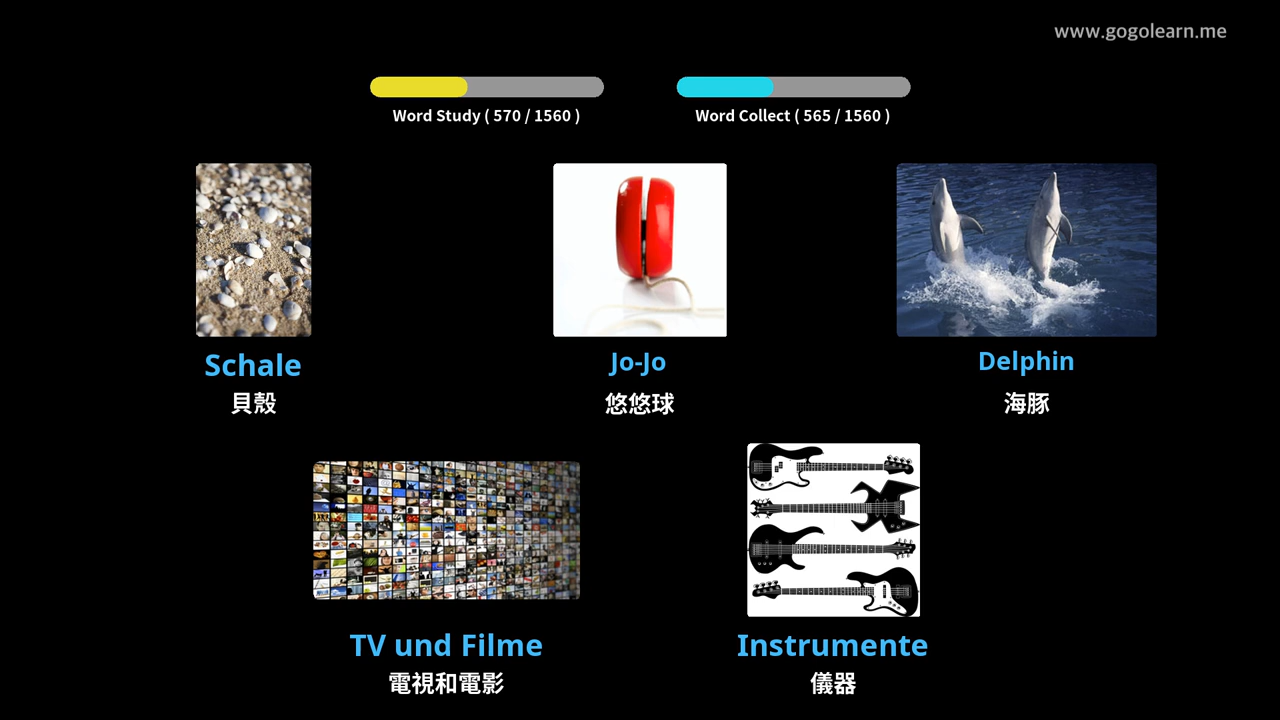 www.gogolearn.me
Word Study ( 570 / 1560 )
Word Collect ( 565 / 1560 )
Schale
貝殼
Jo-Jo
悠悠球
Delphin
海豚
TV und Filme
電視和電影
Instrumente
儀器